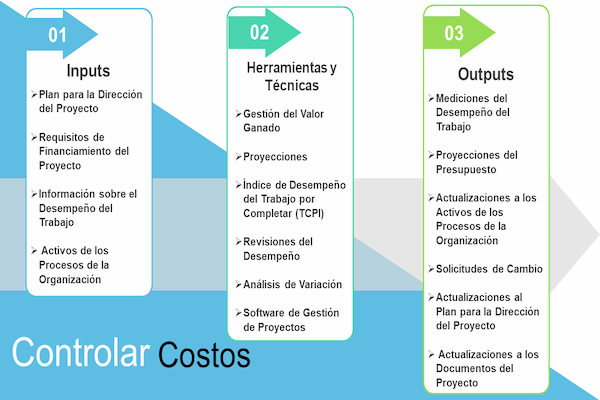 01
Inputs
➢Plan para la Dirección
del Proyecto
➢Requisitos de
Financiamiento del
Proyecto
➢Información sobre el
Desempeño del
Trabajo
➢ Activos de los
Procesos de la
Organización
02
Herramientas y
Técnicas
➢Gestión del Valor
Ganado
➢Proyecciones
➢Índice de Desempeño
del Trabajo por
Completar (TCPI)
➢Revisiones del
Desempeño
➢Análisis de Variación
➢Software de Gestión
de Proyectos
03
Outputs
➢Mediciones del
Desempeño del
Trabajo
➢Proyecciones del
Presupuesto
➢Actualizaciones a los
Activos de los
Procesos de la
Organización
➢Solicitudes de Cambio
➢Actualizaciones al
Plan para la Dirección
del Proyecto
➢ Actualizaciones a los
Documentos del
Proyecto
Controlar Costos